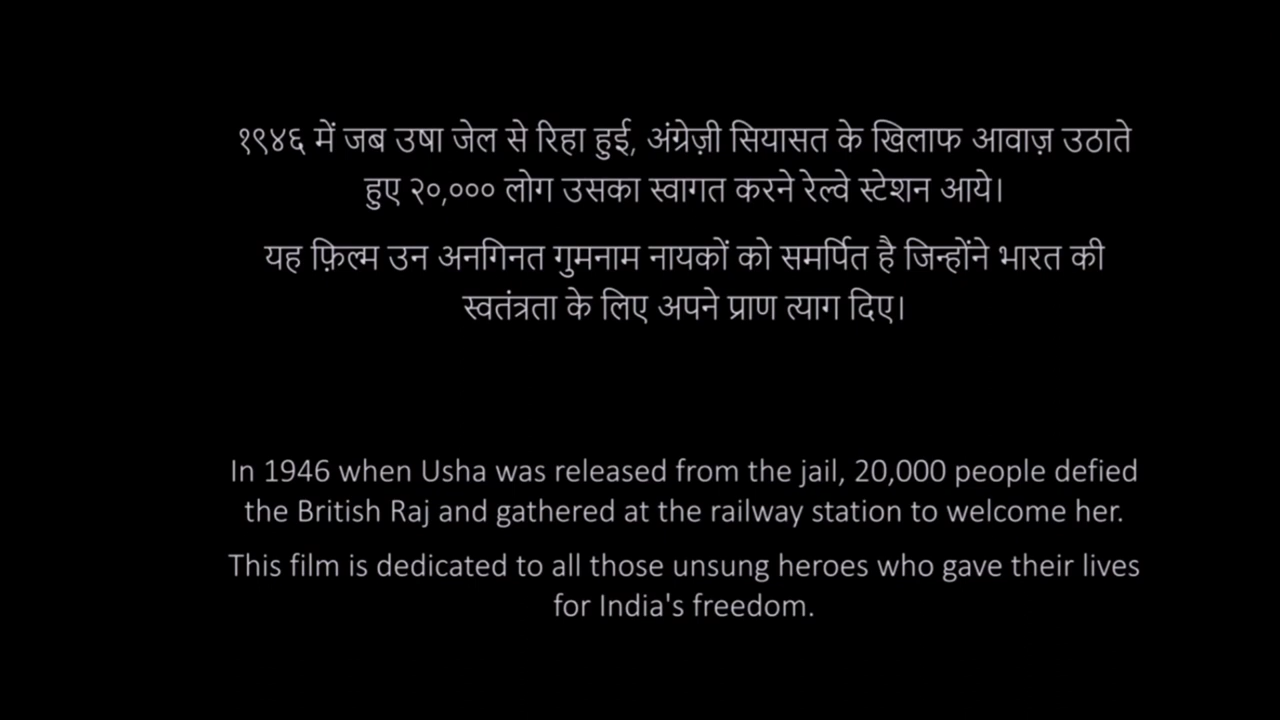 १९४६ में जब उषा जेल से रिहा हुई, अंग्रेज़ी सियासत के खिलाफ आवाज़ उठाते
हुए २०,००० लोग उसका स्वागत करने रेल्वे स्टेशन आये।
यह फ़िल्म उन अनगिनत गुमनाम नायकों को समर्पित है जिन्होंने भारत की
स्वतंत्रता के लिए अपने प्राण त्याग दिए।
In 1946 when Usha was released from the jail, 20,000 people defied
the British Raj and gathered at the railway station to welcome her.
This film is dedicated to all those unsung heroes who gave their lives
for India's freedom.